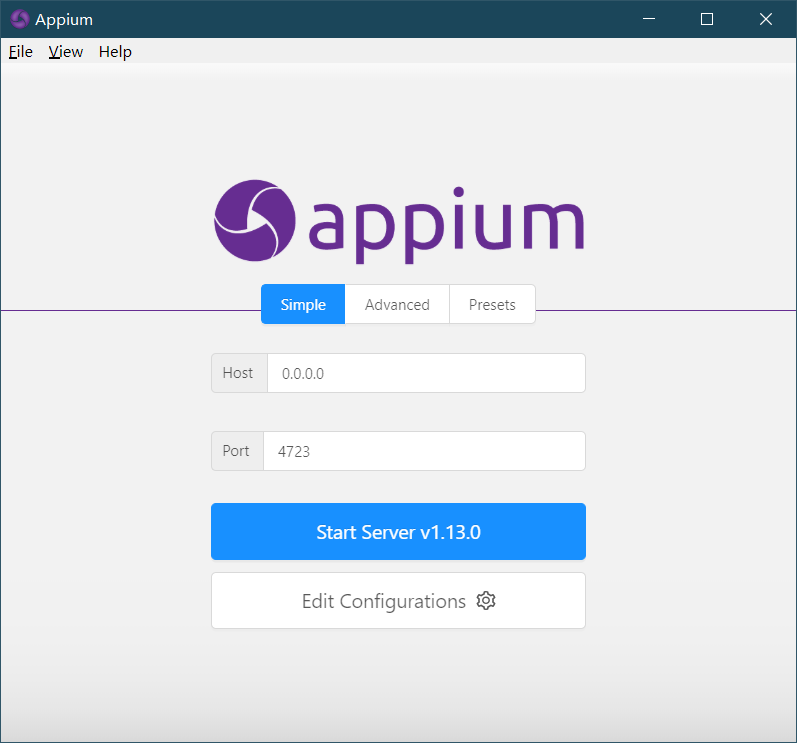 Appium
File View Help
appium
Simple Advanced Presets
Host 0.0.0.0
Port 4723
Start Server v1.13.0
Edit Configurations